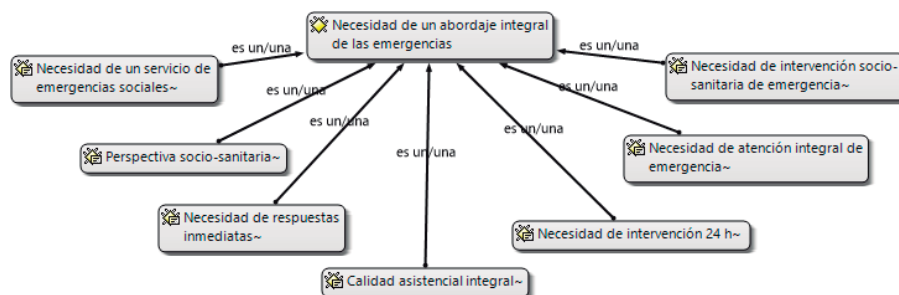 Necesidad de un abordaje integral
de las emergencias
es un/una
es un/una
Necesidad de un servicio de
emergencias sociales~
Necesidad de intervención socio-
sanitaria de emergencia~
es un/una
es un/una
es un/una
es un/una
es un/una
Perspectiva socio-sanitaria~
Necesidad de atención integral de
emergencia~
Necesidad de respuestas
inmediatas~
Necesidad de intervención 24 h~
Calidad asistencial integral~